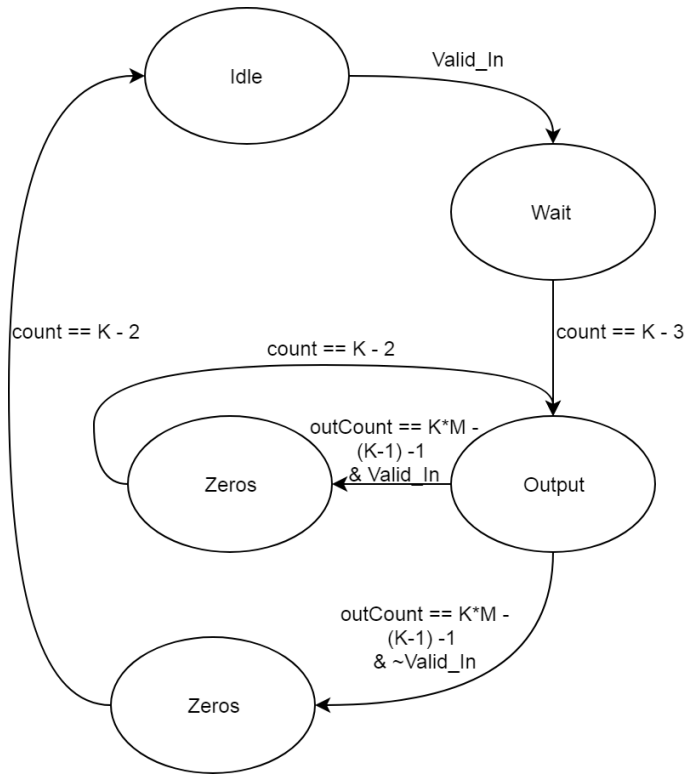 Valid_In
Idle
Wait
count == K - 2
count == K - 3
count == K - 2
outCount == K*M -
(K-1) -1
& Valid_In
Zeros
Output
outCount == K*M -
(K-1) -1
& ~Valid_In
Zeros